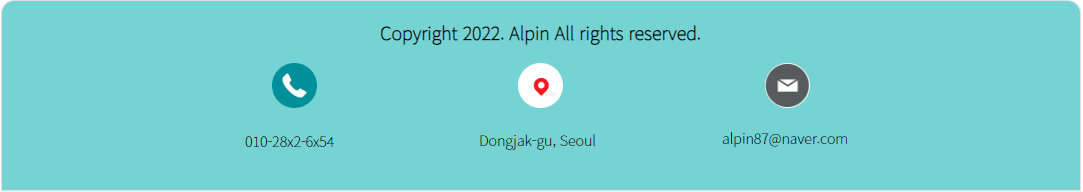 Copyright 2022. Alpin All rights reserved.
010-28x2-6x54
Dongjak-gu, Seoul
alpin87@naver.com